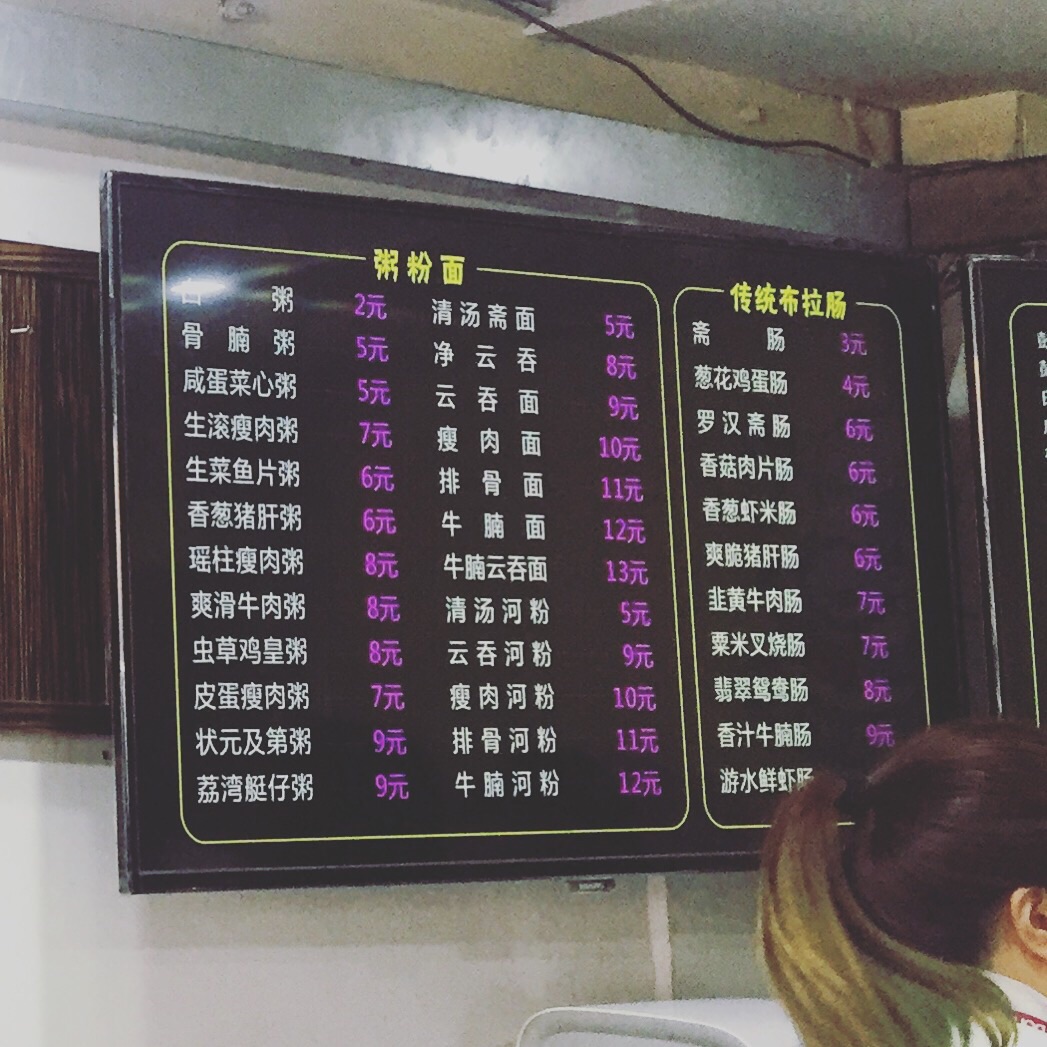 粥粉面
白 粥 2元
骨 腩 粥 5元
咸蛋菜心粥 5元
生滚瘦肉粥 7元
生菜鱼片粥 6元
香葱猪肝粥 6元
瑶柱瘦肉粥 8元
爽滑牛肉粥 8元
虫草鸡皇粥 8元
皮蛋瘦肉粥 7元
状元及第粥 9元
荔湾艇仔粥 9元
清汤斋面 5元
净 云 吞 8元
云 吞 面 9元
瘦 肉 面 10元
排 骨 面 11元
牛 腩 面 12元
牛腩云吞面 13元
清汤河粉 5元
云吞河粉 9元
瘦肉河粉 10元
排骨河粉 11元
牛腩河粉 12元
传统布拉肠
斋 肠 3元
葱花鸡蛋肠 4元
罗汉斋肠 6元
香菇肉片肠 6元
香葱虾米肠 6元
爽脆猪肝肠 6元
韭黄牛肉肠 7元
粟米叉烧肠 7元
翡翠鸳鸯肠 8元
香汁牛腩肠 9元
游水鲜虾肠